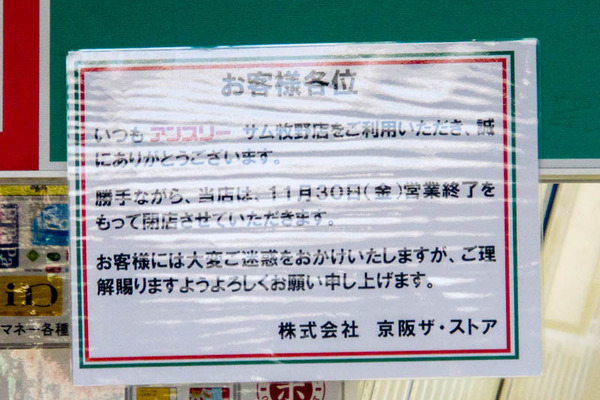 お客様各位
いつも アンスリー サム牧野店をご利用いただき、誠
にありがとうございます。
勝手ながら、当店は、11月30日(金)営業終了を
もって閉店させていただきます。
お客様には大変ご迷惑をおかけいたしますが、ご理
解賜りますようよろしくお願い申し上げます。
株式会社 京阪ザ・ストア
iD
マネー各種